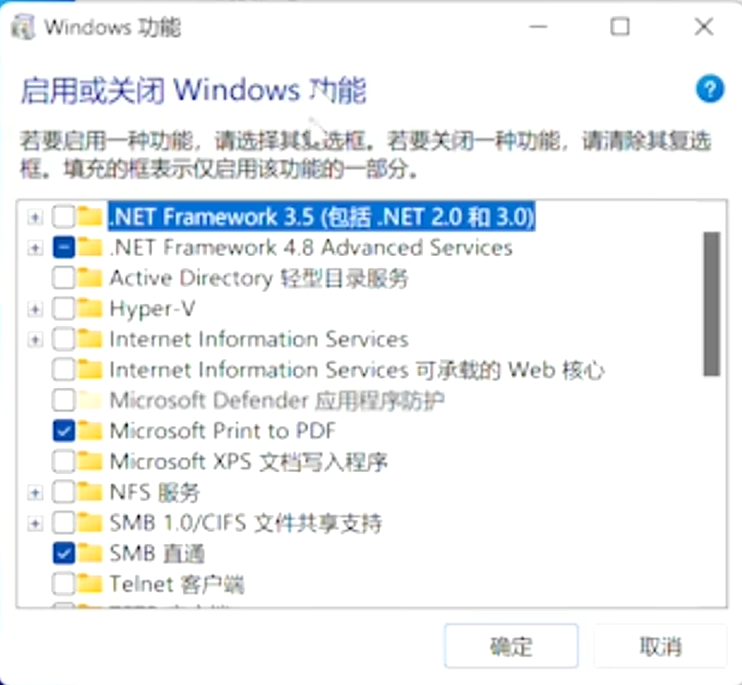 Windows 功能
启用或关闭 Windows 功能
若要启用一种功能，请选择其复选框。若要关闭一种功能，请清除其复选
框。填充的框表示仅启用该功能的一部分。
.NET Framework 3.5 (包括 .NET 2.0 和 3.0)
.NET Framework 4.8 Advanced Services
Active Directory 轻型目录服务
Hyper-V
Internet Information Services
Internet Information Services 可承载的 Web 核心
Microsoft Defender 应用程序防护
Microsoft Print to PDF
Microsoft XPS 文档写入程序
NFS 服务
SMB 1.0/CIFS 文件共享支持
SMB 直通
Telnet 客户端
确定 取消